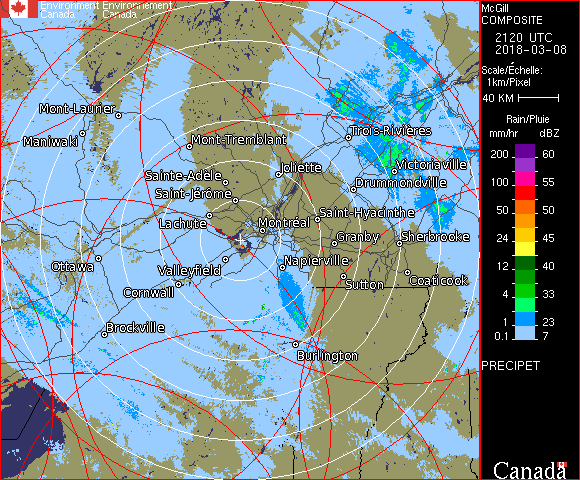 Environment Environnement
Canada Canada
McGill
COMPOSITE
2120 UTC
2018-03-08
Scale/Échelle:
1km/Pixel
40 KM
Rain/Pluie
mm/hr dBZ
200 60
100 55
50 50
24 45
12 40
4 33
1 23
0.1 7
PRECIPET
Canada
Mont-Laurier
Maniwaki
Mont-Tremblant
Trois-Rivières
Joliette
Victoriaville
Sainte-Adèle
Drummondville
Saint-Jérôme
Lachute
Saint-Hyacinthe
Montréal
Granby
Sherbrooke
Ottawa
Valleyfield
Napierville
Cornwall
Sutton
Coaticook
Brockville
Burlington